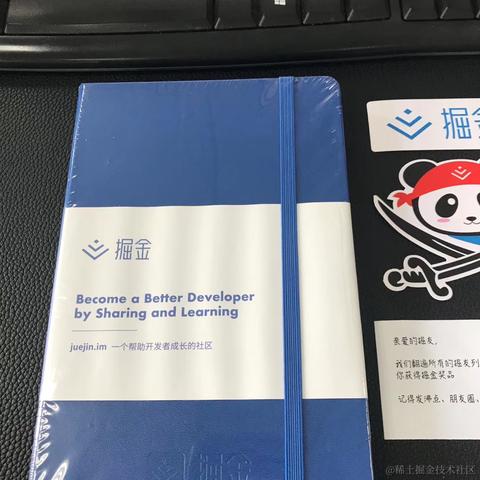 掘金
Become a Better Developer
by Sharing and Learning
juejin.im 一个帮助开发者成长的社区
掘金
掘
亲爱的掘友，
我们翻遍所有的掘友列
你获得掘金奖品
记得发沸点、朋友圈、
@稀土掘金技术社区